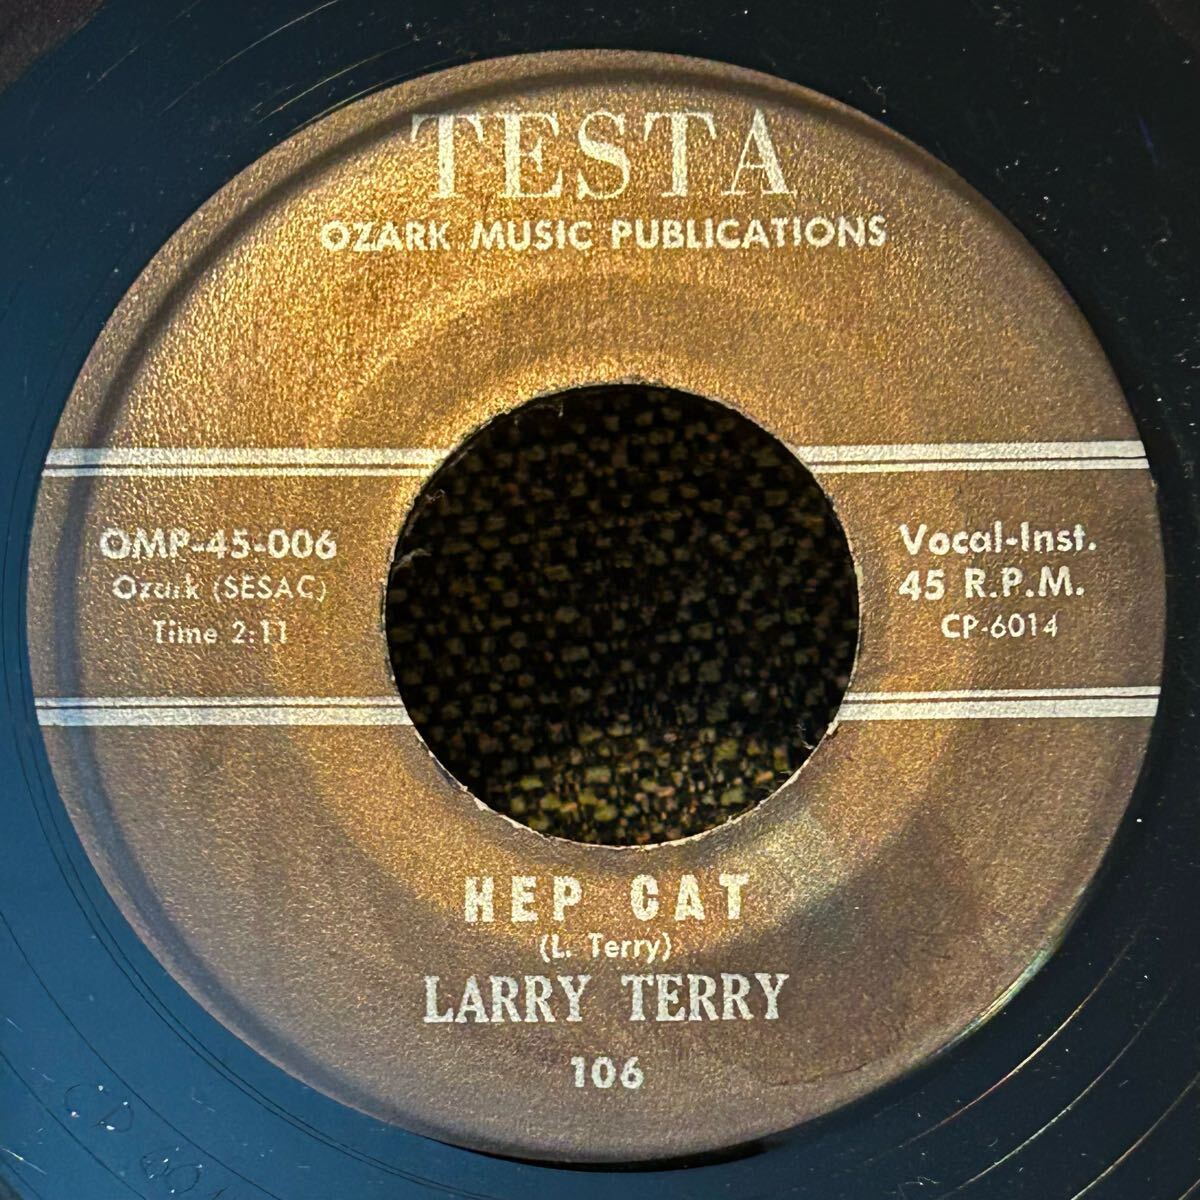 TESTA
OZARK MUSIC PUBLICATIONS
OMP-45-006
Ozark (SESAC)
Time 2:11
Vocal-Inst.
45 R.P.M.
CP-6014
HEP CAT
(L. Terry)
LARRY TERRY
106